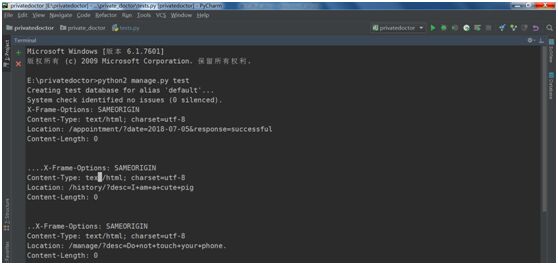 privatedoctor [E:\privatedoctor] - ...\private_doctor\tests.py [privatedoctor] - PyCharm
File Edit View Navigate Code Refactor Run Tools VCS Window Help
privatedoctor private_doctor tests.py privatedoctor
Terminal
1: Project
Microsoft Windows [版本 6.1.7601]
版权所有 (c) 2009 Microsoft Corporation. 保留所有权利.
E:\privatedoctor>python2 manage.py test
Creating test database for alias 'default'...
System check identified no issues (0 silenced).
X-Frame-Options: SAMEORIGIN
Content-Type: text/html; charset=utf-8
Location: /appointment/?date=2018-07-05&response=successful
Content-Length: 0
....X-Frame-Options: SAMEORIGIN
Content-Type: text/html; charset=utf-8
Location: /history/?desc=I+am+a+cute+pig
Content-Length: 0
..X-Frame-Options: SAMEORIGIN
Content-Type: text/html; charset=utf-8
Location: /manage/?desc=Do+not+touch+your+phone.
Content-Length: 0
Structure
Favorites
SciView
Database